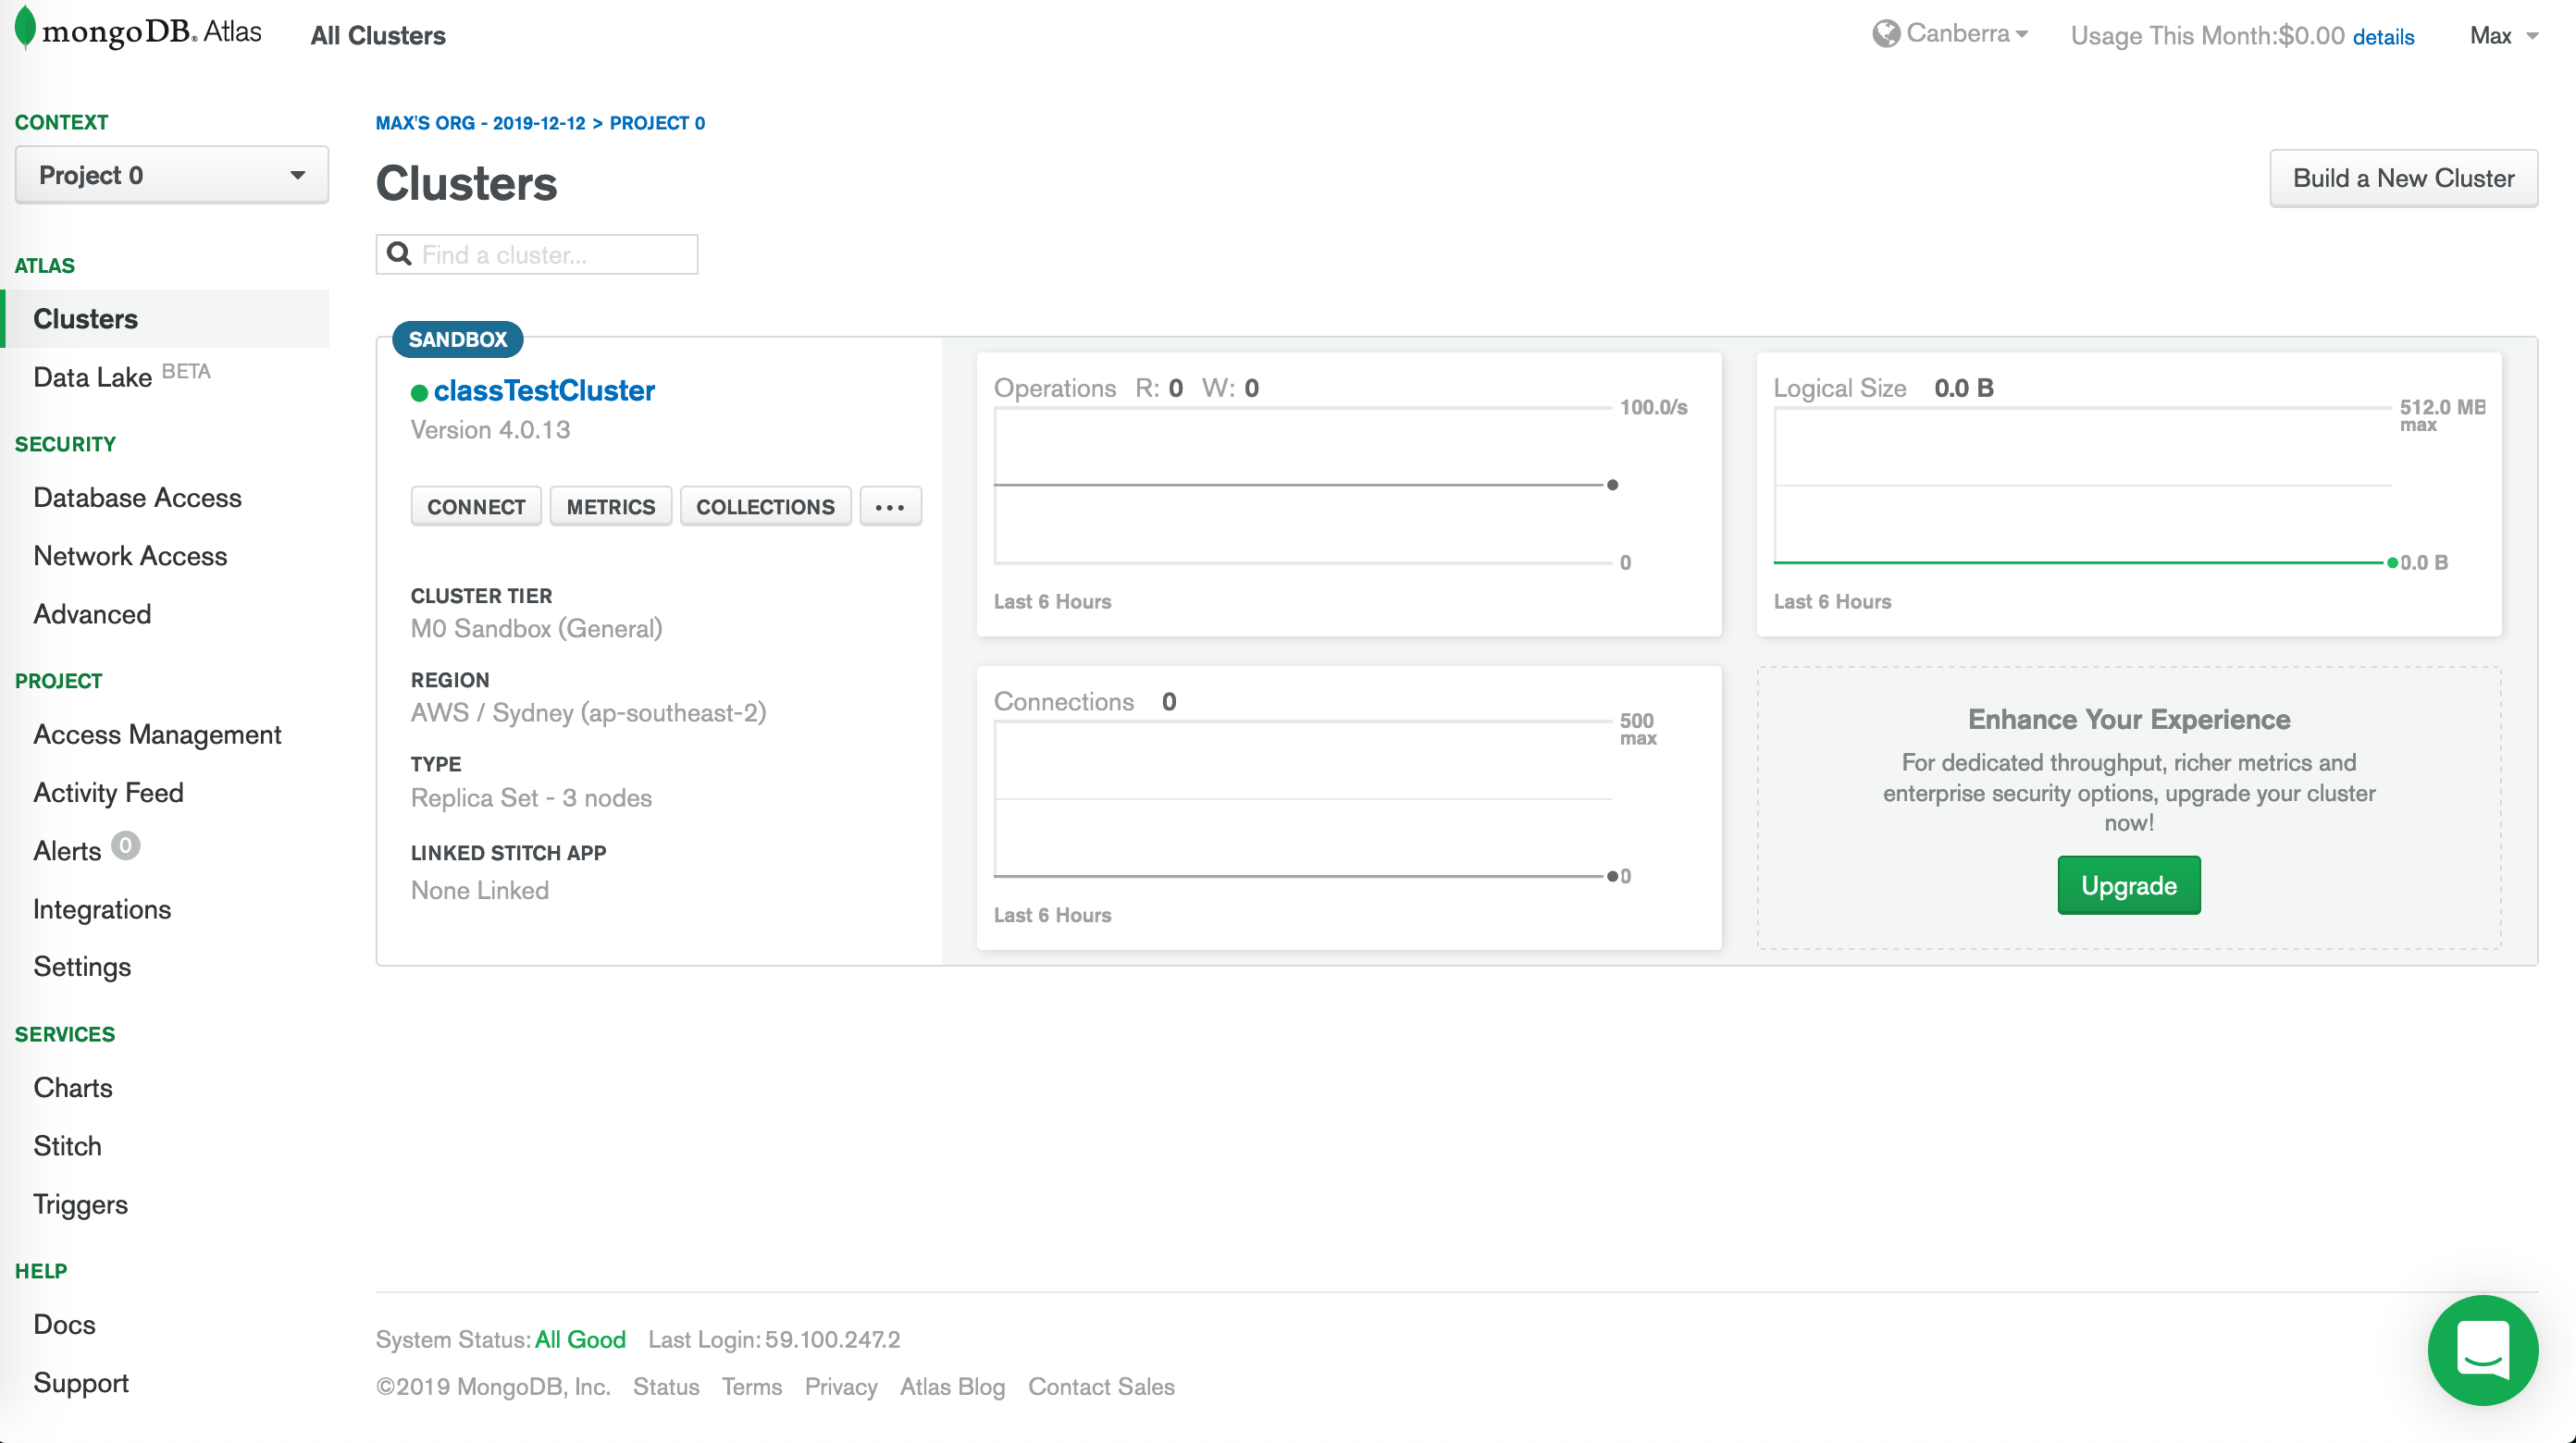 mongoDB. Atlas
All Clusters
Canberra
Usage This Month:$0.00 details
Max
CONTEXT
Project 0
ATLAS
Clusters
Data Lake BETA
SECURITY
Database Access
Network Access
Advanced
PROJECT
Access Management
Activity Feed
Alerts 0
Integrations
Settings
SERVICES
Charts
Stitch
Triggers
HELP
Docs
Support
MAX'S ORG - 2019-12-12 > PROJECT 0
Clusters
Build a New Cluster
Find a cluster...
SANDBOX
classTestCluster
Version 4.0.13
CONNECT
METRICS
COLLECTIONS
...
CLUSTER TIER
M0 Sandbox (General)
REGION
AWS / Sydney (ap-southeast-2)
TYPE
Replica Set - 3 nodes
LINKED STITCH APP
None Linked
Operations R: 0 W: 0
100.0/s
0
Last 6 Hours
Logical Size 0.0 B
512.0 MB
max
0.0 B
Last 6 Hours
Connections 0
500
max
0
Last 6 Hours
Enhance Your Experience
For dedicated throughput, richer metrics and
enterprise security options, upgrade your cluster
now!
Upgrade
System Status: All Good Last Login: 59.100.247.2
©2019 MongoDB, Inc. Status Terms Privacy Atlas Blog Contact Sales